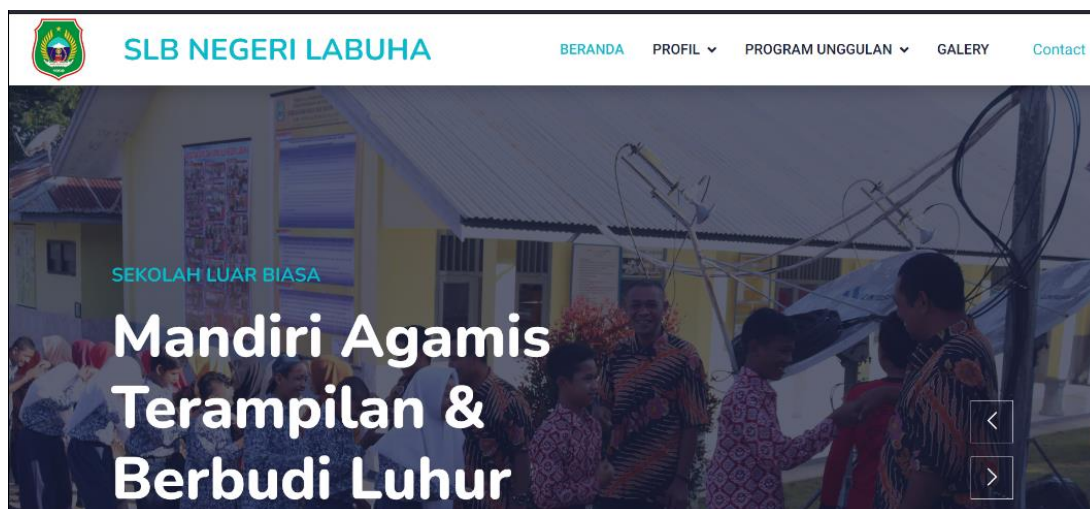 SLB NEGERI LABUHA
BERANDA
PROFIL
PROGRAM UNGGULAN
GALERY
Contact
SEKOLAH LUAR BIASA
Mandiri Agamis
Terampilan &
Berbudi Luhur